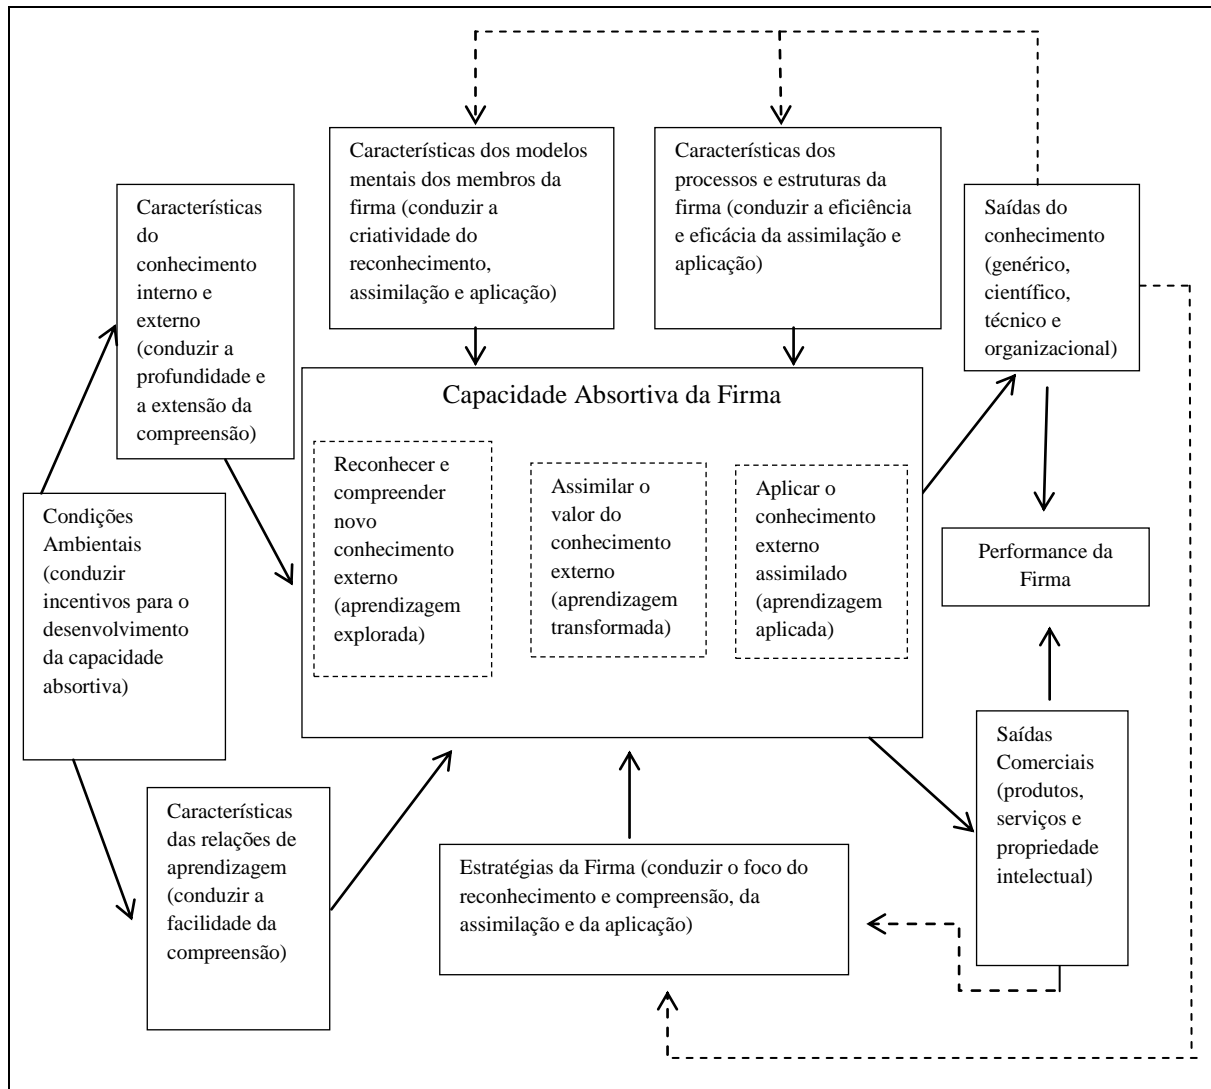 Características dos modelos
mentais dos membros da
firma (conduzir a
criatividade do
reconhecimento,
assimilação e aplicação)
Características dos
processos e estruturas da
firma (conduzir a eficiência
e eficácia da assimilação e
aplicação)
Características
do
conhecimento
interno e
externo
(conduzir a
profundidade e
a extensão da
compreensão)
Saídas do
conhecimento
(genérico,
científico,
técnico e
organizacional)
Capacidade Absortiva da Firma
Reconhecer e
compreender
novo
conhecimento
externo
(aprendizagem
explorada)
Assimilar o
valor do
conhecimento
externo
(aprendizagem
transformada)
Aplicar o
conhecimento
externo
assimilado
(aprendizagem
aplicada)
Condições
Ambientais
(conduzir
incentivos para o
desenvolvimento
da capacidade
absortiva)
Performance da
Firma
Saídas
Comerciais
(produtos,
serviços e
propriedade
intelectual)
Características
das relações de
aprendizagem
(conduzir a
facilidade da
compreensão)
Estratégias da Firma (conduzir o foco do
reconhecimento e compreensão, da
assimilação e da aplicação)